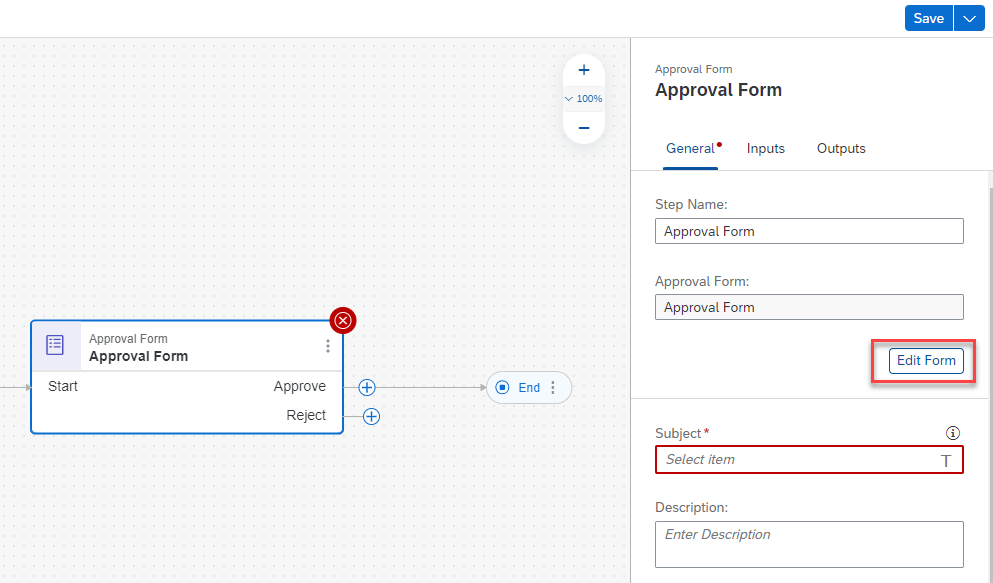 Save
100%
Approval Form
Approval Form
Start
Approve
Reject
End
Approval Form
Approval Form
General
Inputs
Outputs
Step Name:
Approval Form
Approval Form:
Approval Form
Edit Form
Subject*
Select item
T
Description:
Enter Description